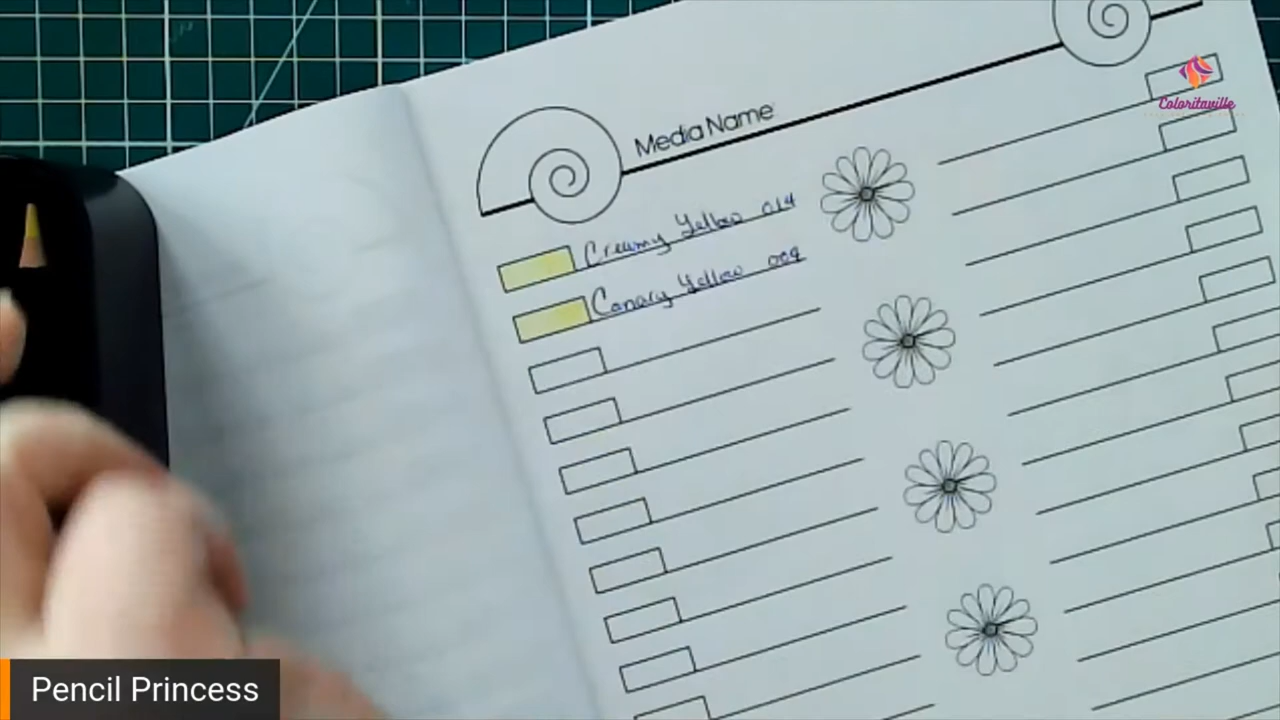 Coloritaville
Media Name
Creamy Yellow 014
Canary Yellow 009
Pencil Princess